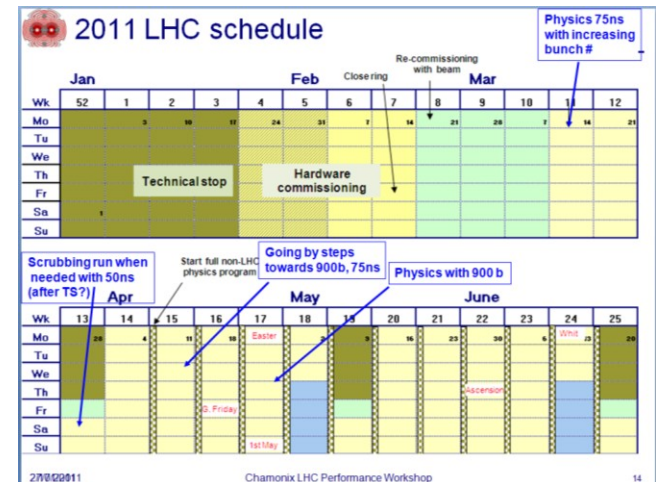 2011 LHC schedule
Physics 75ns
with increasing
bunch #
Re-commissioning
with beam
Close ring
Jan Feb Mar
Wk 52 1 2 3 4 5 6 7 8 9 10 11 12
Mo 3 10 17 24 31 7 14 21 28 7 14 21
Tu
We
Th
Fr
Sa 1
Su
Technical stop
Hardware
commissioning
Scrubbing run when
needed with 50ns
(after TS?)
Start full non-LHC
physics program
Going by steps
towards 900b, 75ns
Physics with 900 b
Apr May June
Wk 13 14 15 16 17 18 19 20 21 22 23 24 25
Mo 28 4 11 18 Easter 2 9 16 23 30 6 Whit 13 20
Tu
We
Th Ascension
Fr G. Friday
Sa
Su 1st May
Chamonix LHC Performance Workshop
14